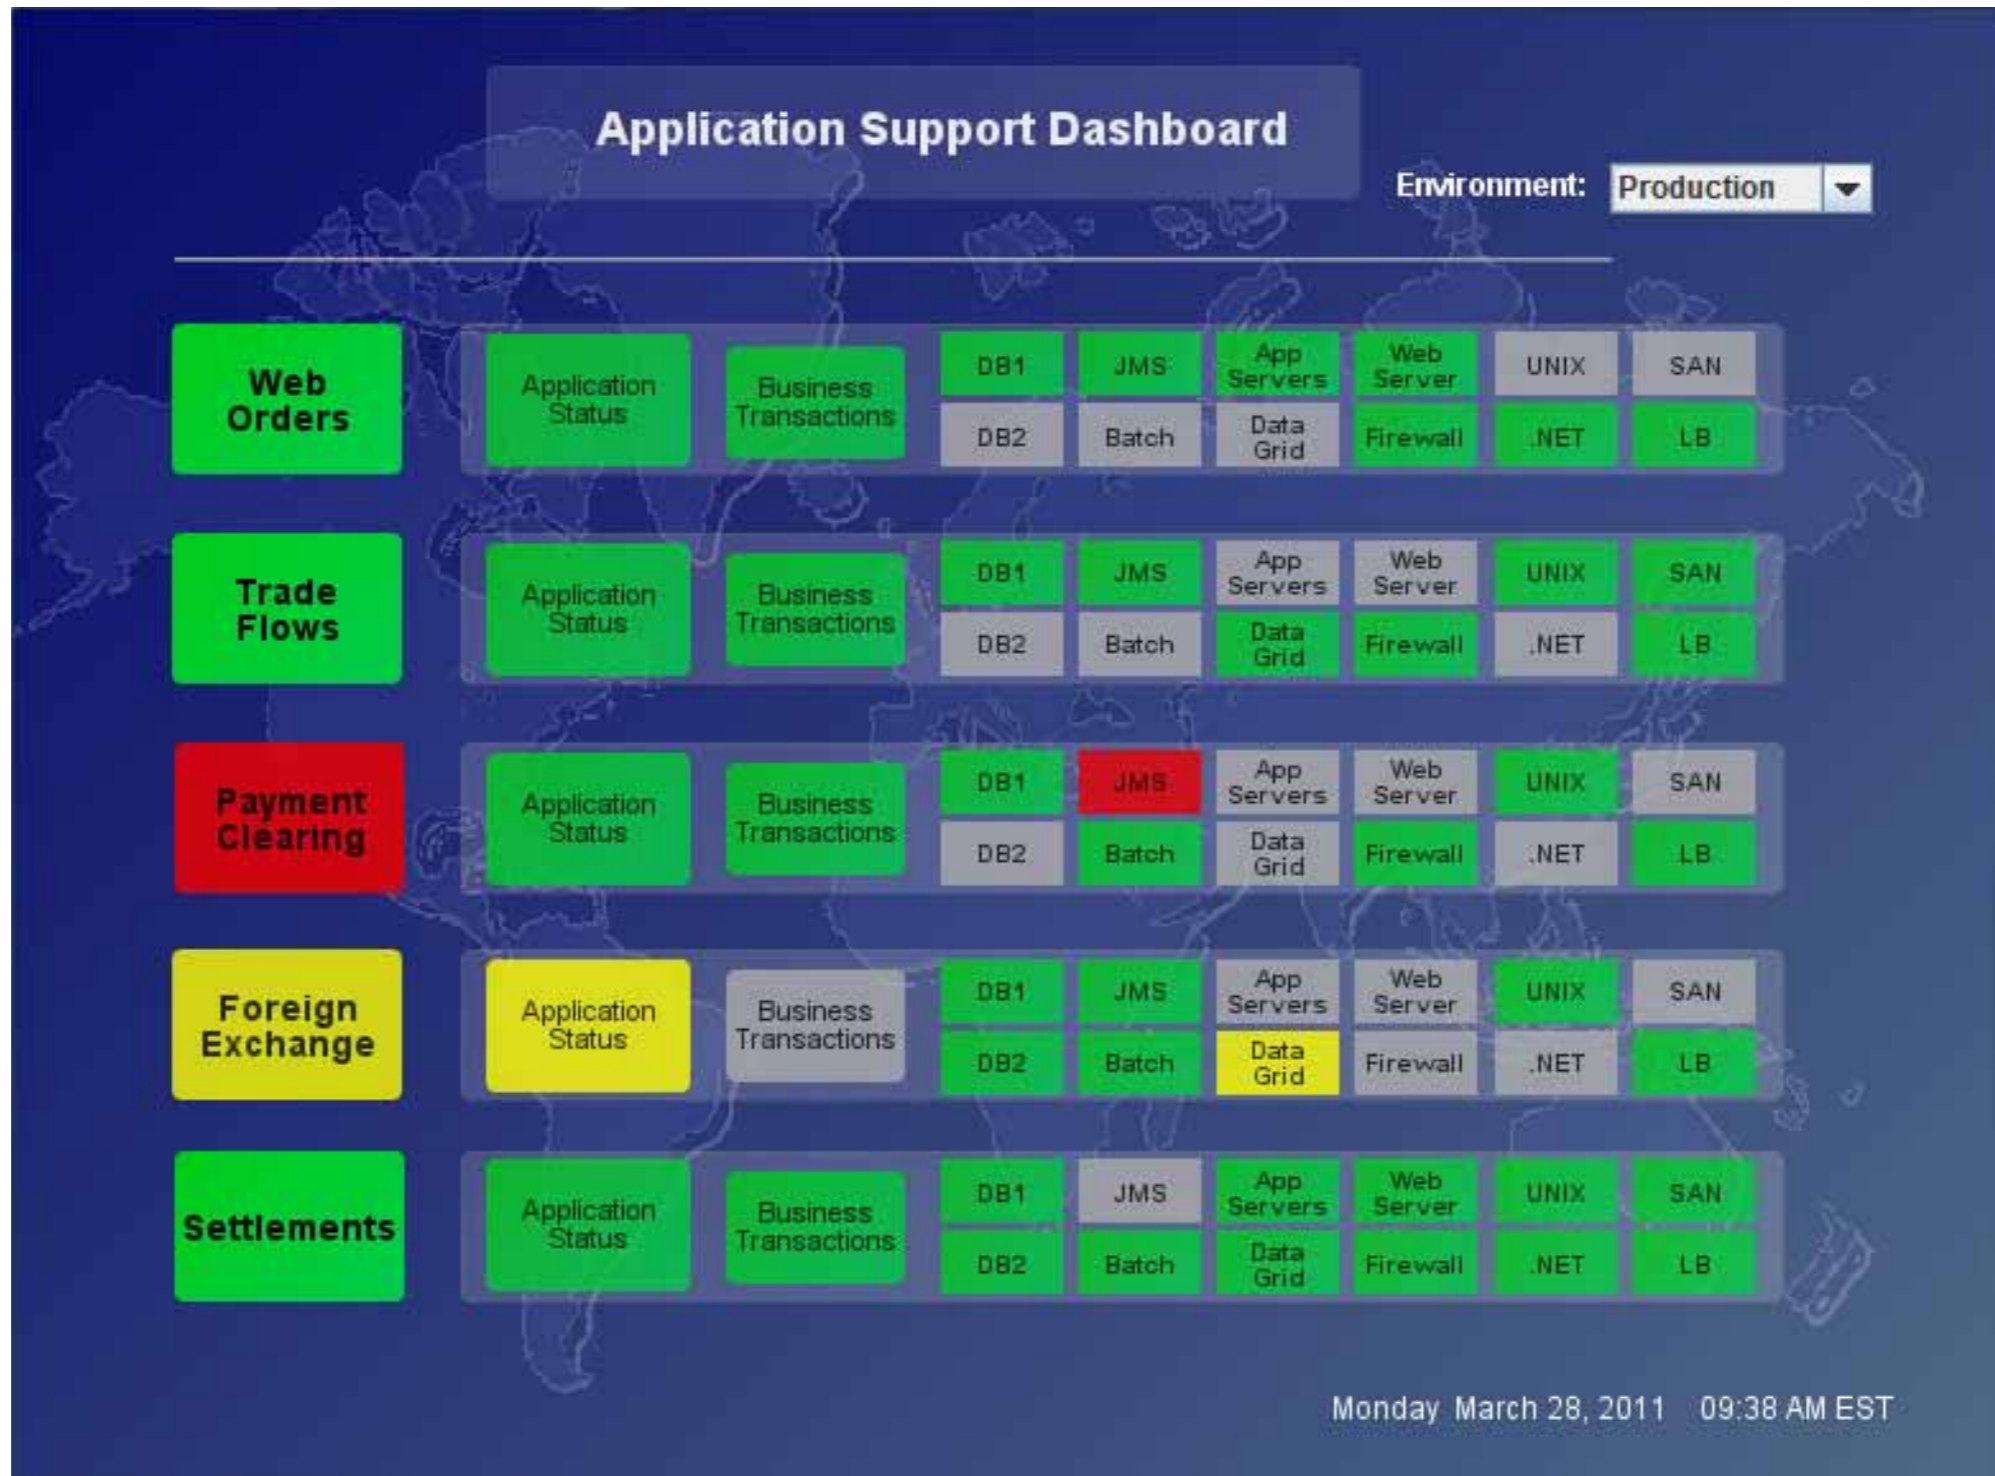 Application Support Dashboard
Environment: Production
Web
Orders
Application
Status
Business
Transactions
DB1 JMS App
Servers Web
Server UNIX SAN
DB2 Batch Data
Grid Firewall .NET LB
Trade
Flows
Application
Status
Business
Transactions
DB1 JMS App
Servers Web
Server UNIX SAN
DB2 Batch Data
Grid Firewall .NET LB
Payment
Clearing
Application
Status
Business
Transactions
DB1 JMS App
Servers Web
Server UNIX SAN
DB2 Batch Data
Grid Firewall .NET LB
Foreign
Exchange
Application
Status
Business
Transactions
DB1 JMS App
Servers Web
Server UNIX SAN
DB2 Batch Data
Grid Firewall .NET LB
Settlements
Application
Status
Business
Transactions
DB1 JMS App
Servers Web
Server UNIX SAN
DB2 Batch Data
Grid Firewall .NET LB
Monday March 28, 2011 09:38 AM EST